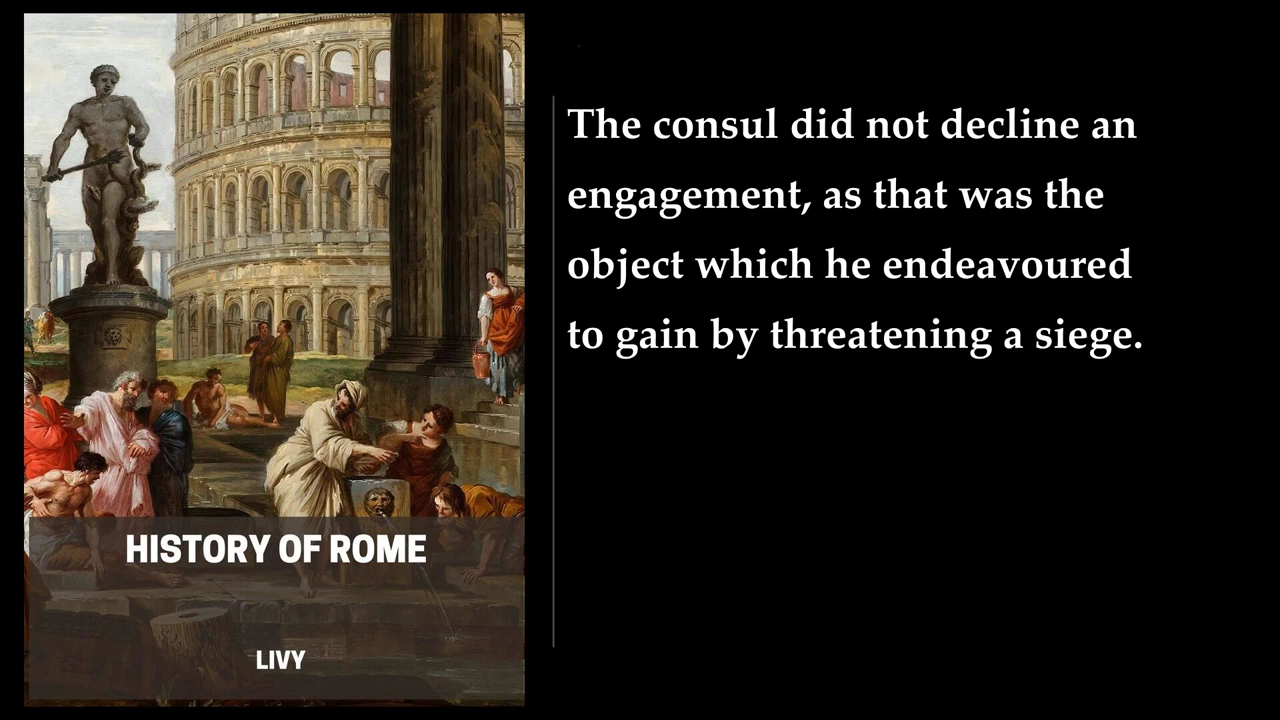 The consul did not decline an
engagement, as that was the
object which he endeavoured
to gain by threatening a siege.
HISTORY OF ROME
LIVY